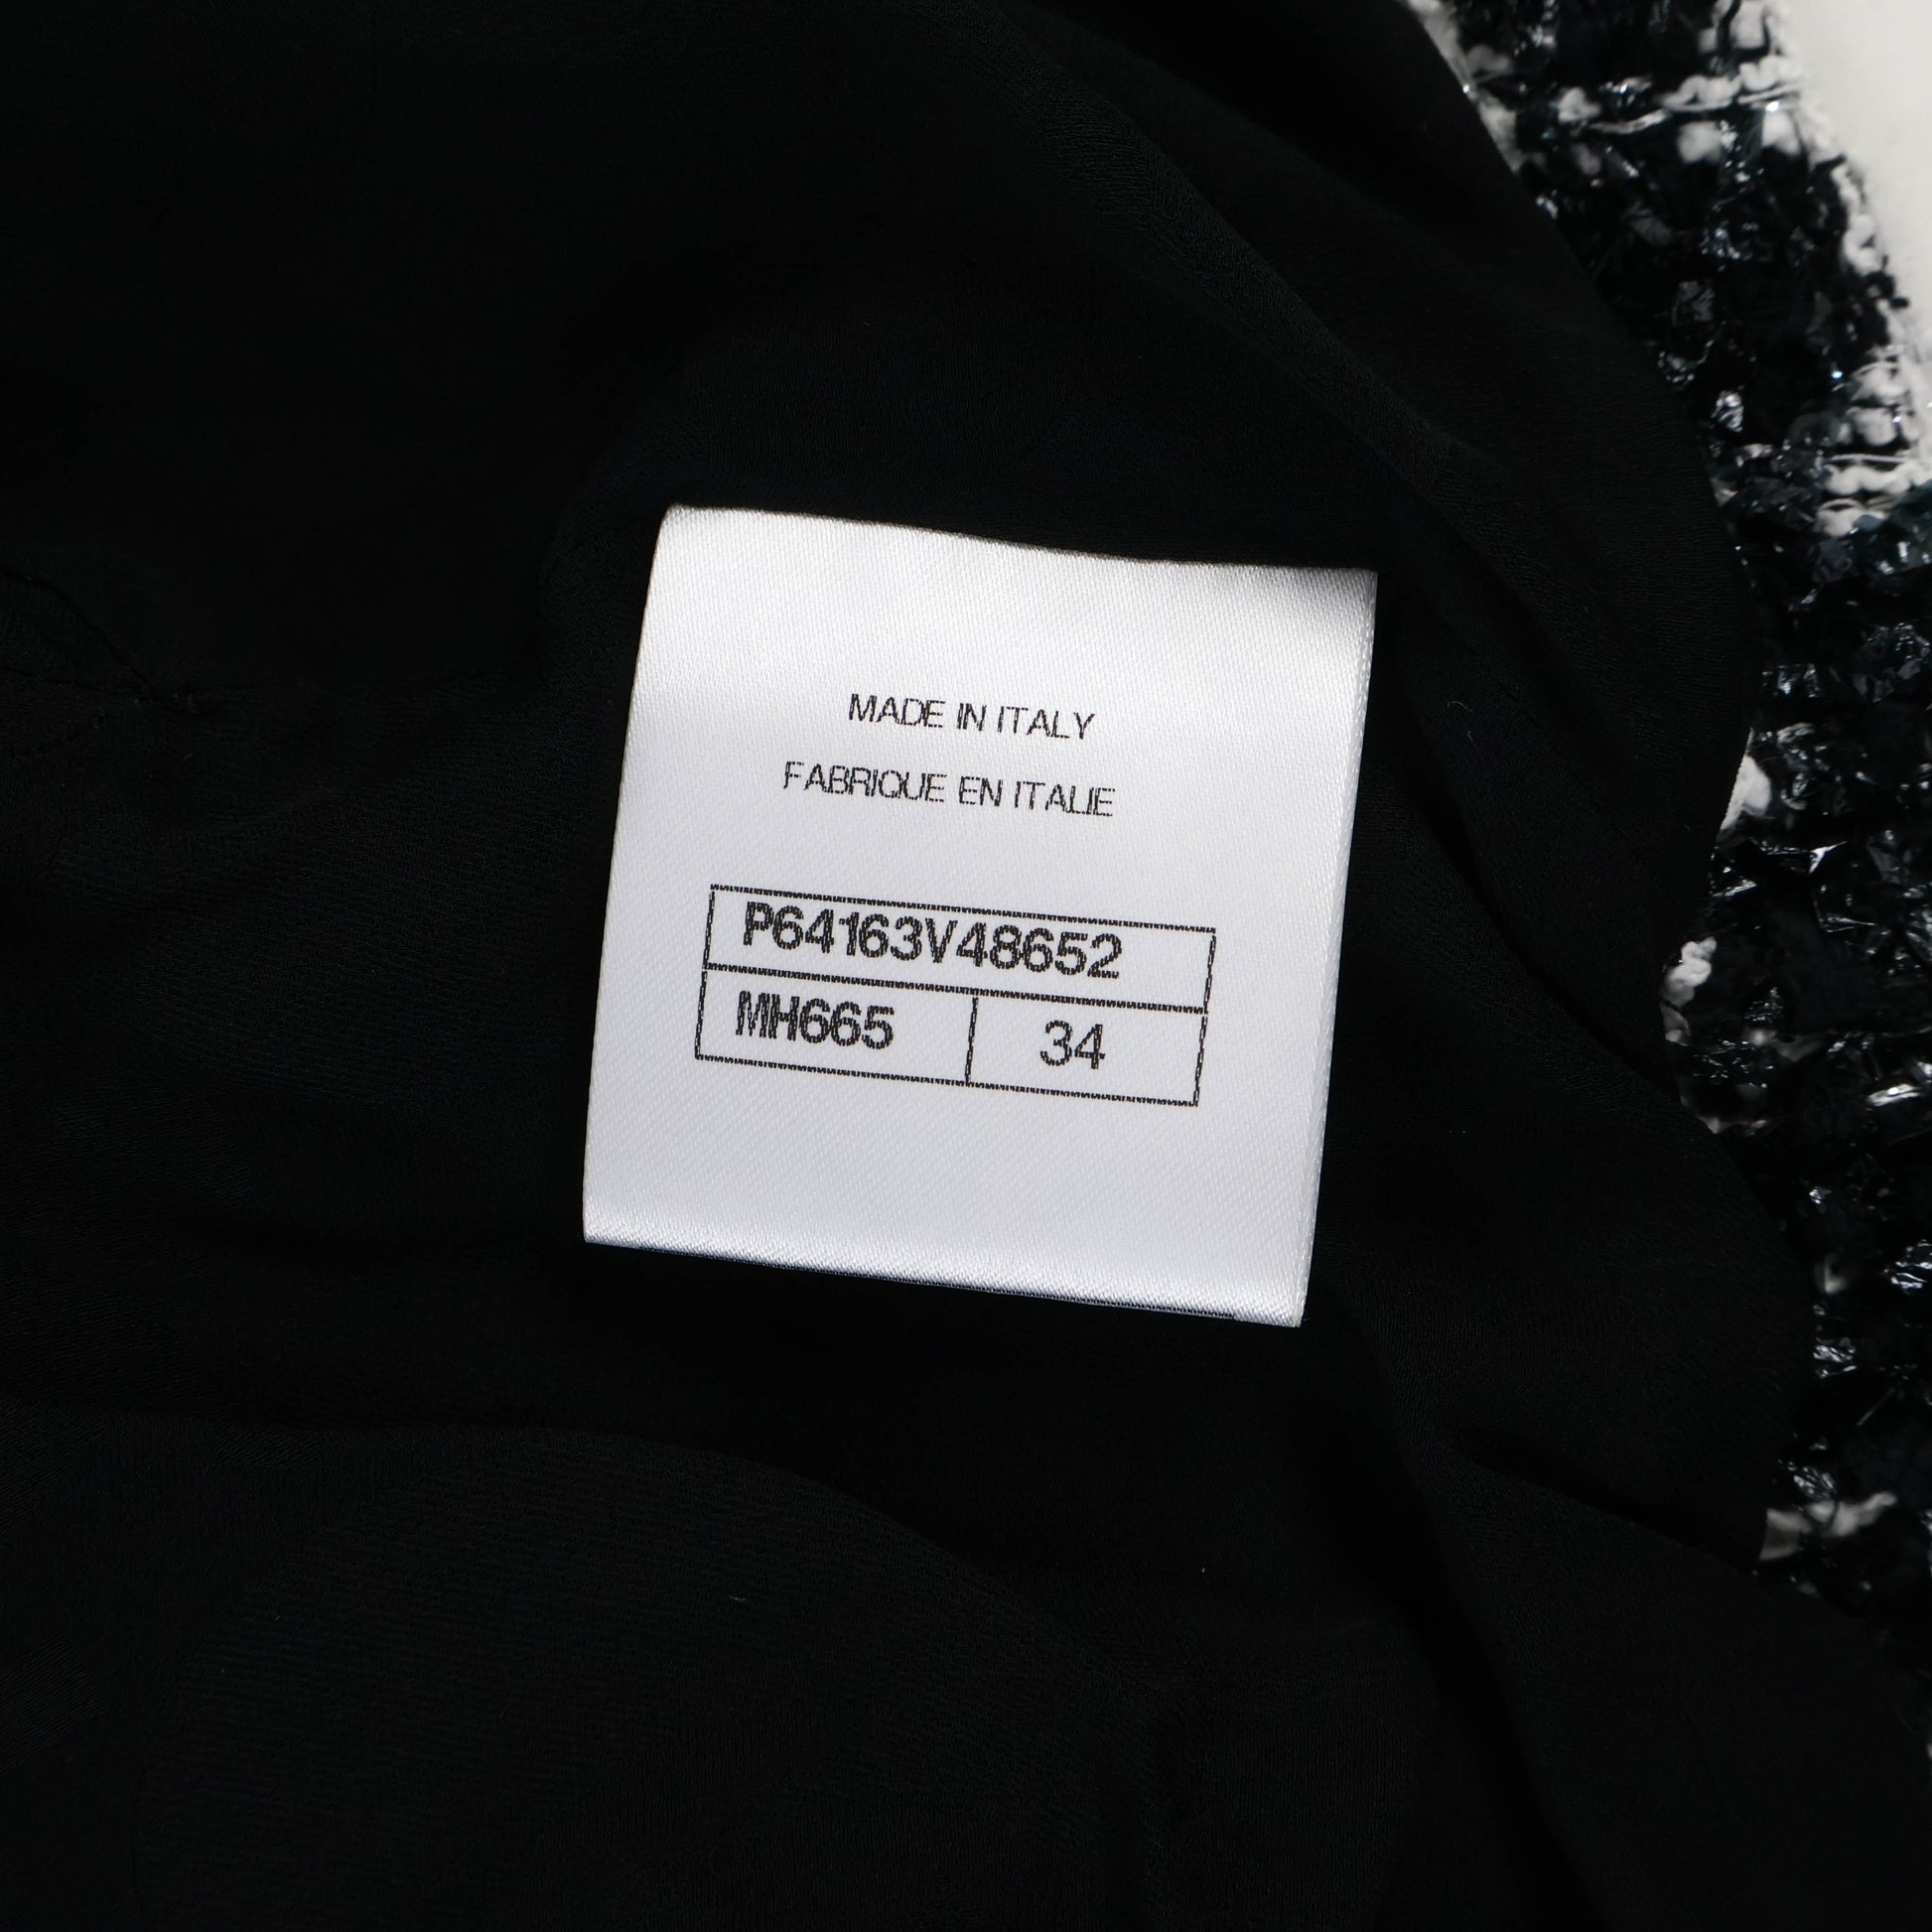 MADE IN ITALY
FABRIQUE EN ITALIE
P64163V48652
MH665 34